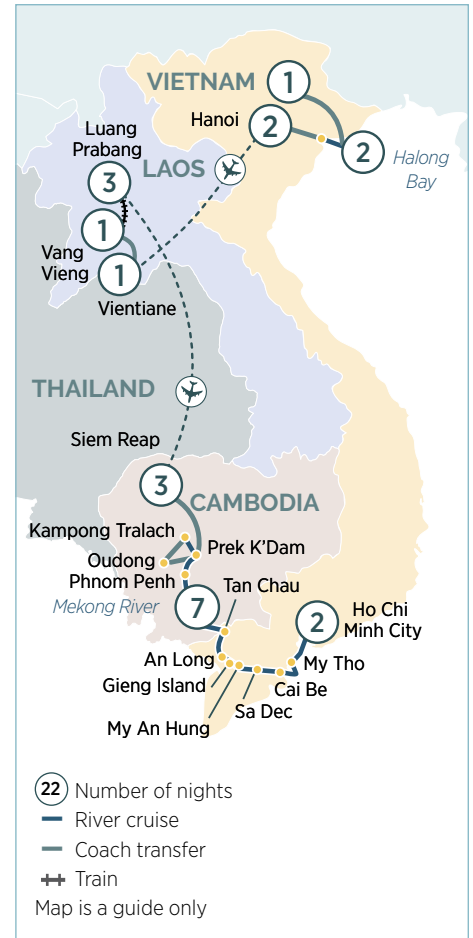 VIETNAM
1
Hanoi
2
2
Halong
Bay
Luang
Prabang
LAOS
3
1
Vang
Vieng
1
Vientiane
THAILAND
Siem Reap
3
CAMBODIA
Kampong Tralach
Prek K'Dam
Oudong
Phnom Penh
Tan Chau
Mekong River
7
2
Ho Chi
Minh City
An Long
My Tho
Gieng Island
Cai Be
Sa Dec
My An Hung
22 Number of nights
River cruise
Coach transfer
Train
Map is a guide only